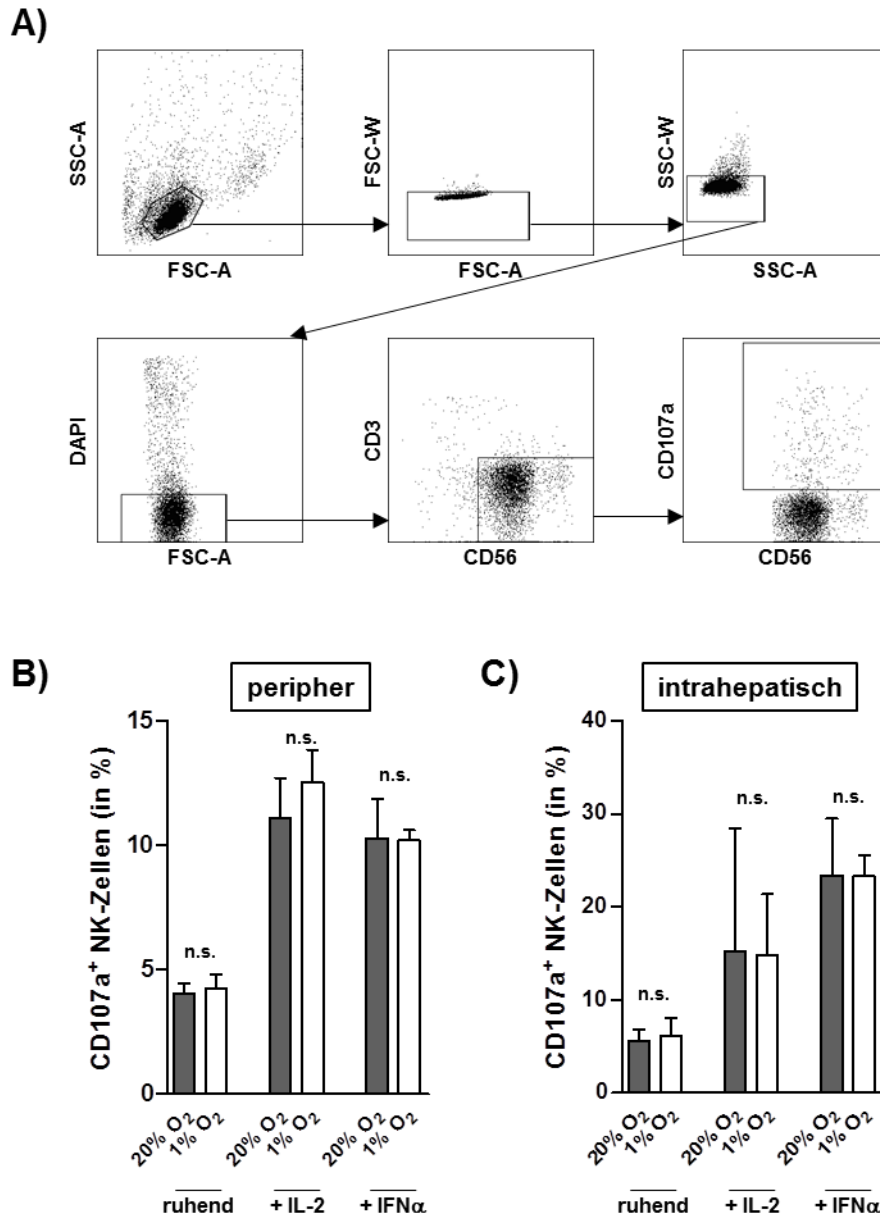 A)
SSC-A
FSC-A
FSC-W
FSC-A
SSC-W
SSC-A
DAPI
FSC-A
CD3
CD56
CD107a
CD56
B)
peripher
CD107a⁺ NK-Zellen (in %)
15
10
5
0
n.s.
n.s.
n.s.
20% O₂
1% O₂
20% O₂
1% O₂
20% O₂
1% O₂
ruhend
+ IL-2
+ IFNα
C)
intrahepatisch
CD107a⁺ NK-Zellen (in %)
40
30
20
10
0
n.s.
n.s.
n.s.
20% O₂
1% O₂
20% O₂
1% O₂
20% O₂
1% O₂
ruhend
+ IL-2
+ IFNα